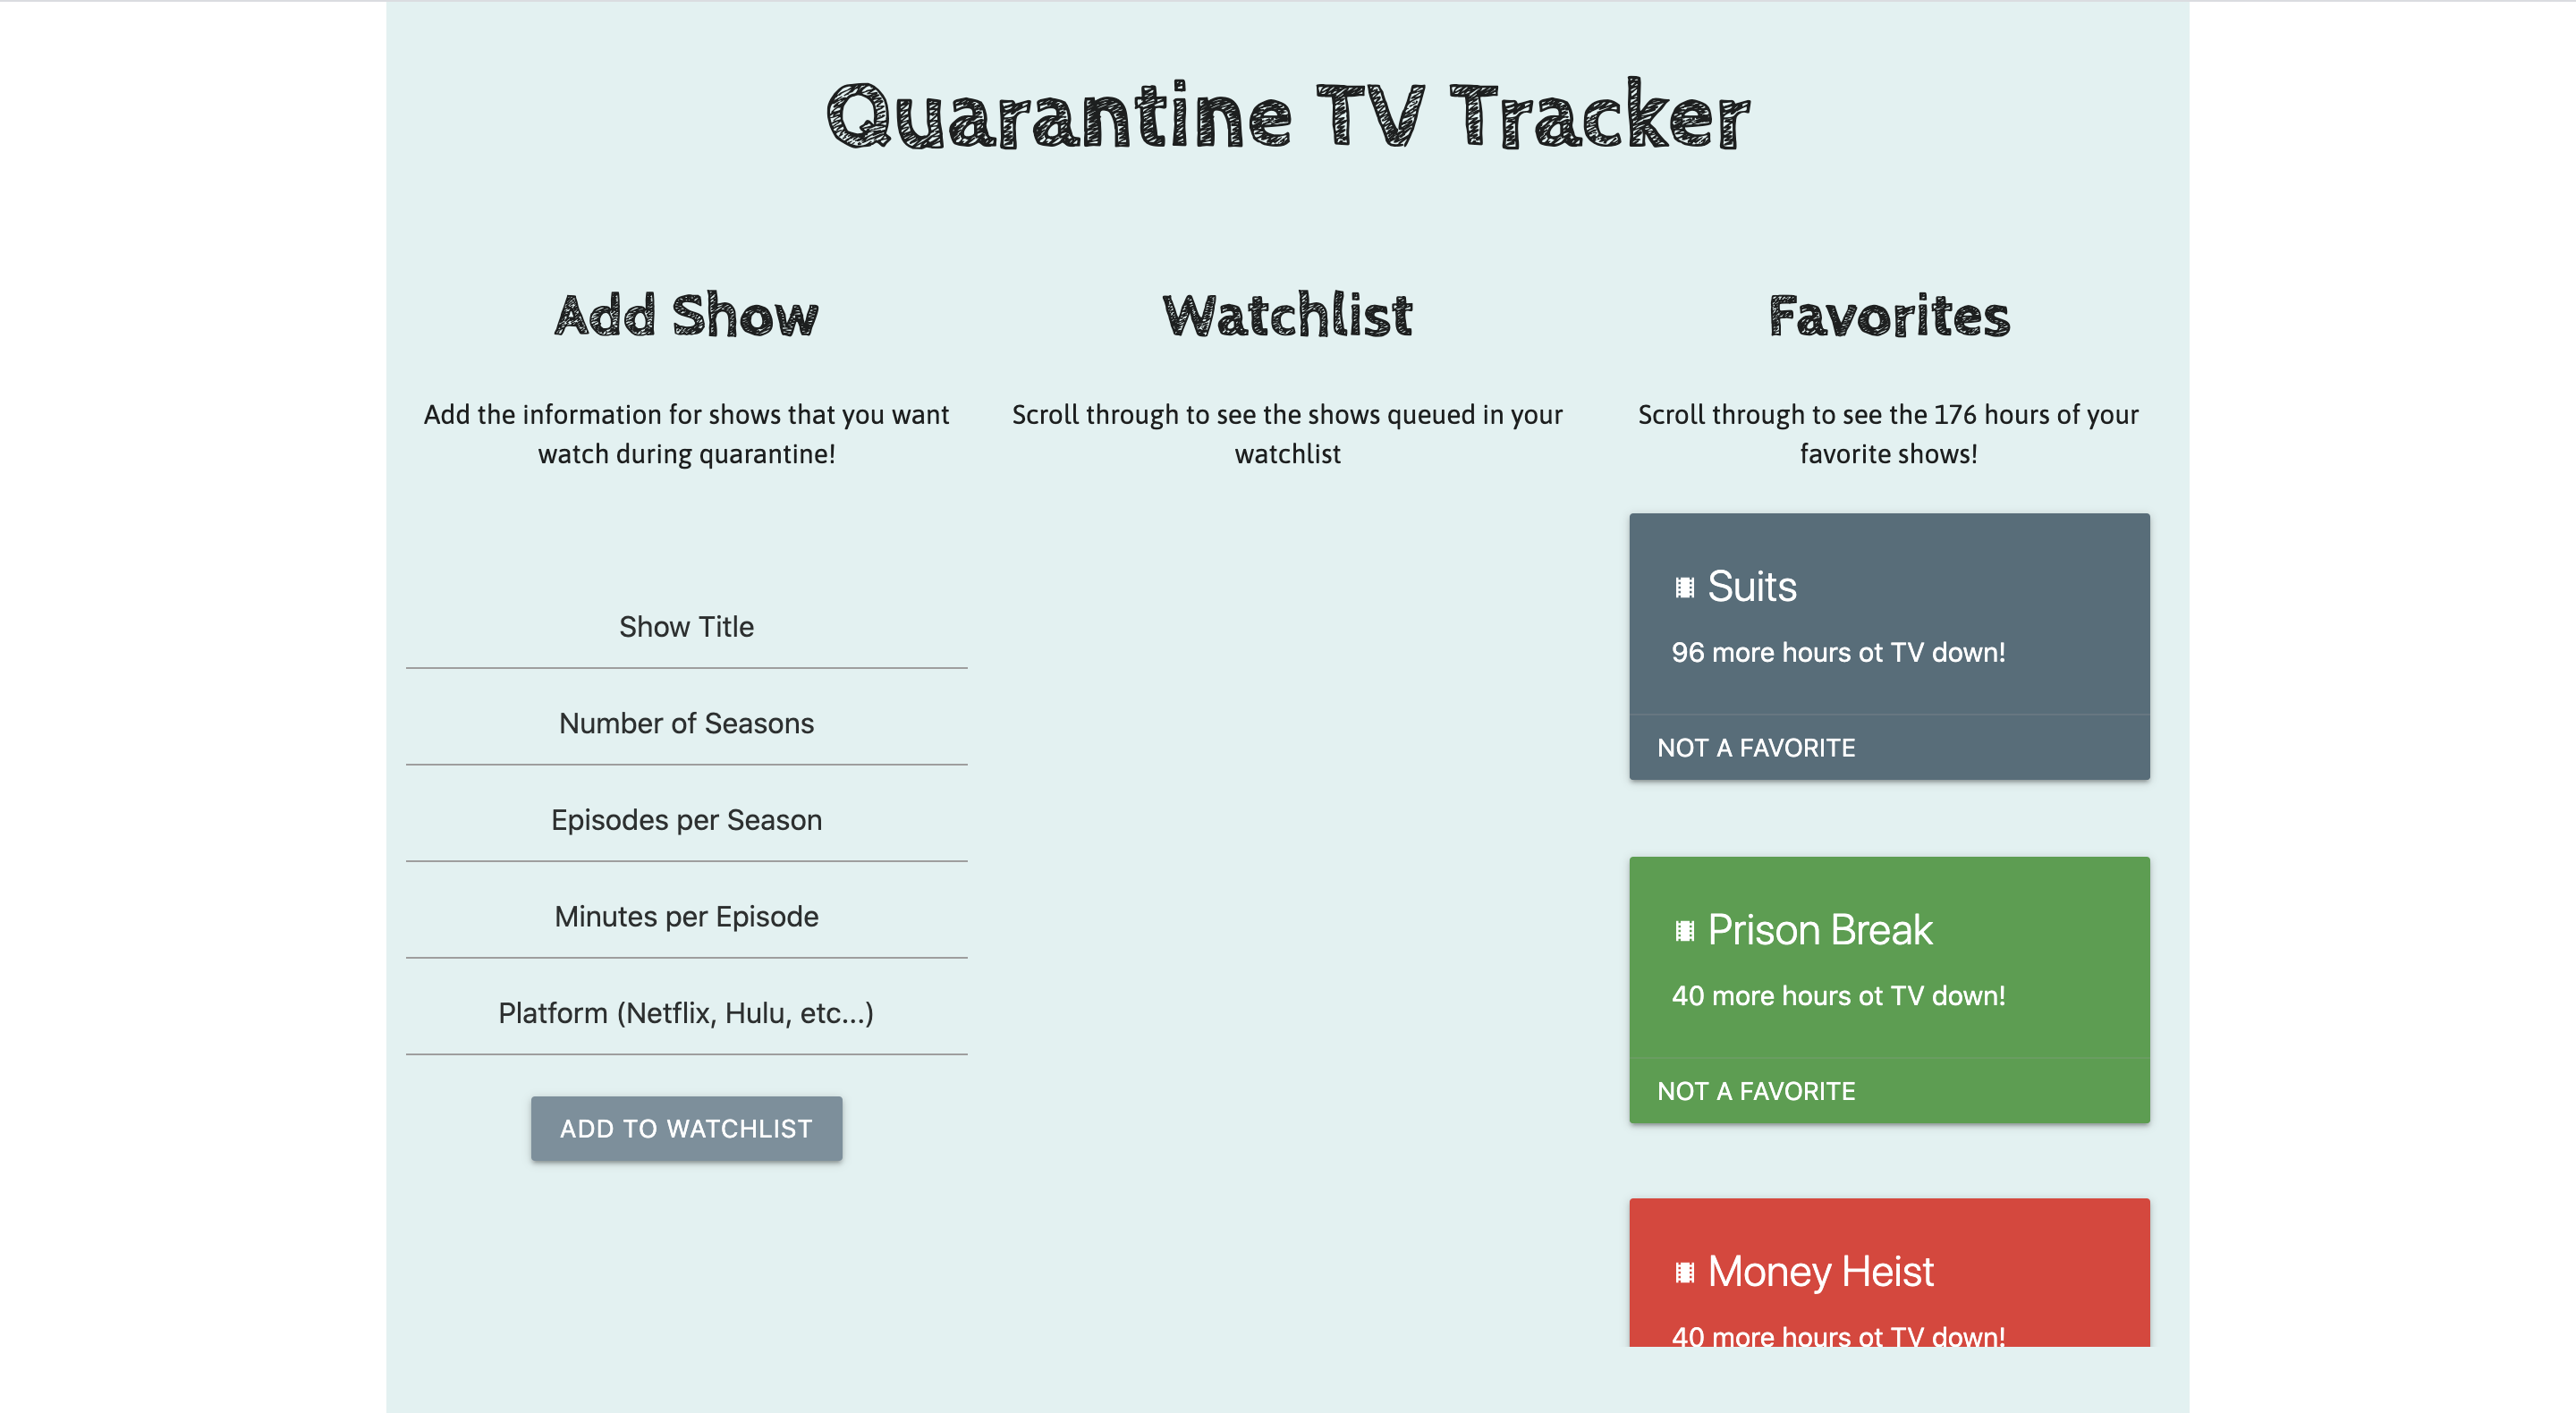 Quarantine TV Tracker
Add Show
Add the information for shows that you want
watch during quarantine!
Show Title
Number of Seasons
Episodes per Season
Minutes per Episode
Platform (Netflix, Hulu, etc...)
ADD TO WATCHLIST
Watchlist
Scroll through to see the shows queued in your
watchlist
Favorites
Scroll through to see the 176 hours of your
favorite shows!
Suits
96 more hours ot TV down!
NOT A FAVORITE
Prison Break
40 more hours ot TV down!
NOT A FAVORITE
Money Heist
40 more hours ot TV down!